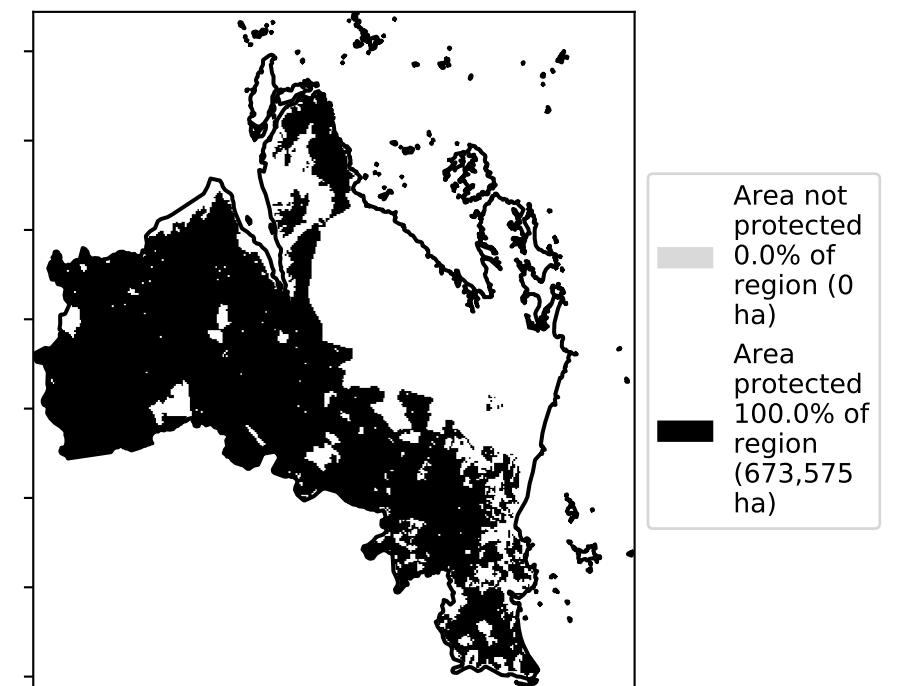 Area not
protected
0.0% of
region (0
ha)
Area
protected
100.0% of
region
(673,575
ha)